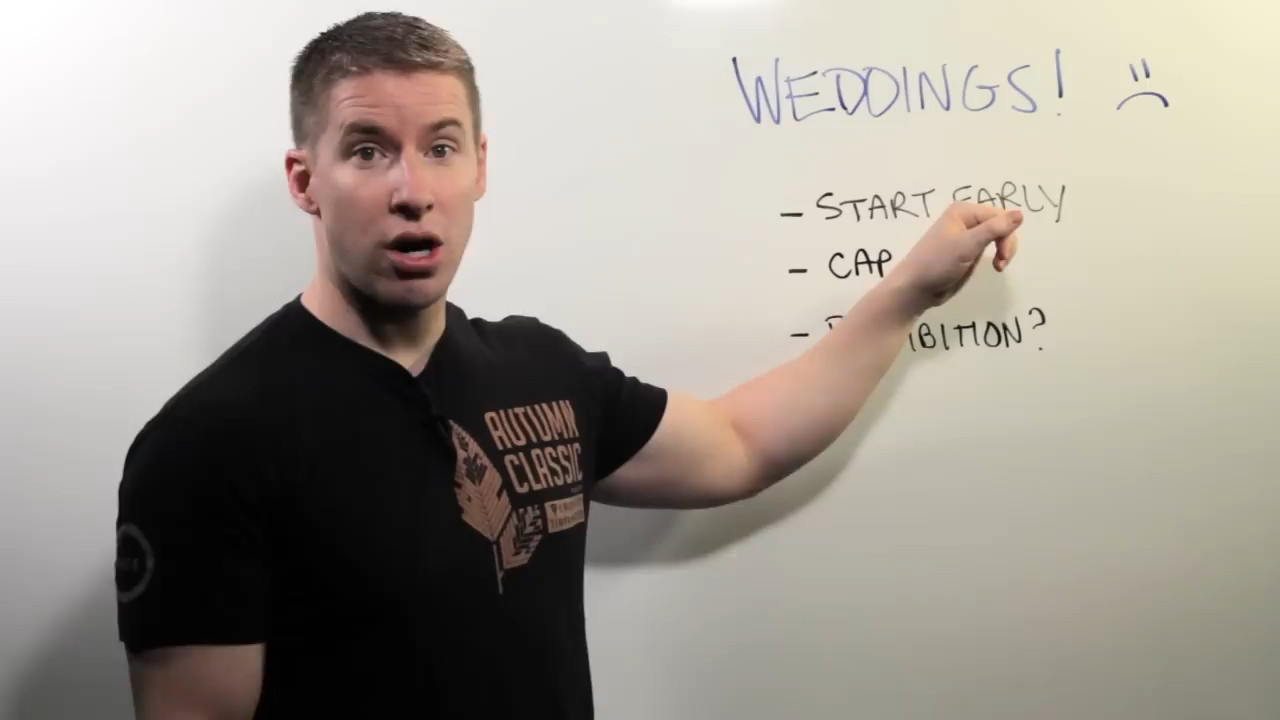 WEDDINGS! :(
- START EARLY
- CAP
- IBITION?
AUTUMN
CLASSIC